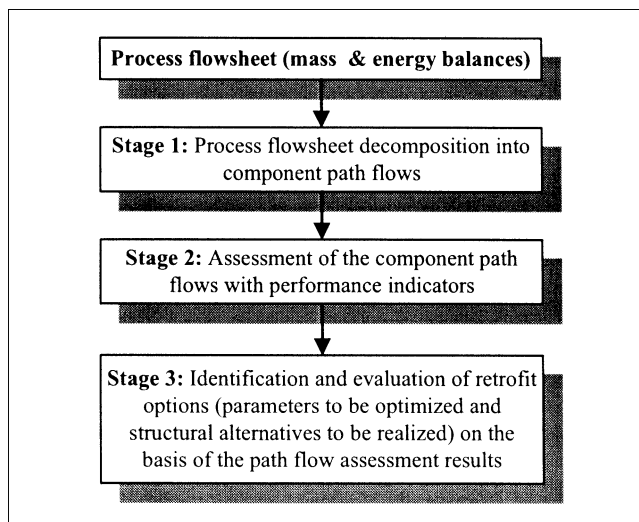 Process flowsheet (mass & energy balances)
Stage 1: Process flowsheet decomposition into
component path flows
Stage 2: Assessment of the component path
flows with performance indicators
Stage 3: Identification and evaluation of retrofit
options (parameters to be optimized and
structural alternatives to be realized) on the
basis of the path flow assessment results